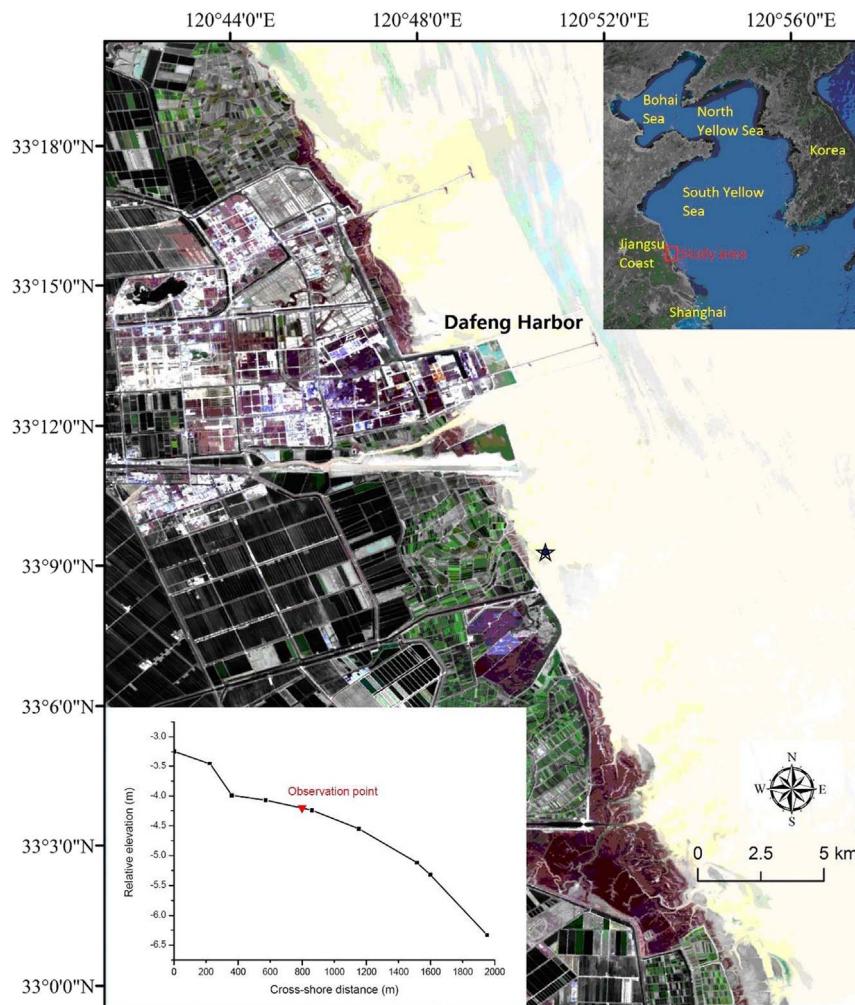 120°44'0"E 120°48'0"E 120°52'0"E 120°56'0"E
33°18'0"N
33°15'0"N
33°12'0"N
33°9'0"N
33°6'0"N
33°3'0"N
33°0'0"N
Bohai
Sea
North
Yellow Sea
Korea
South Yellow
Sea
Jiangsu
Coast
Study area
Shanghai
Dafeng Harbor
N
W E
S
0 2.5 5 km
Relative elevation (m)
-3.0
-3.5
-4.0
-4.5
-5.0
-5.5
-6.0
-6.5
Observation point
0 200 400 600 800 1000 1200 1400 1600 1800 2000
Cross-shore distance (m)